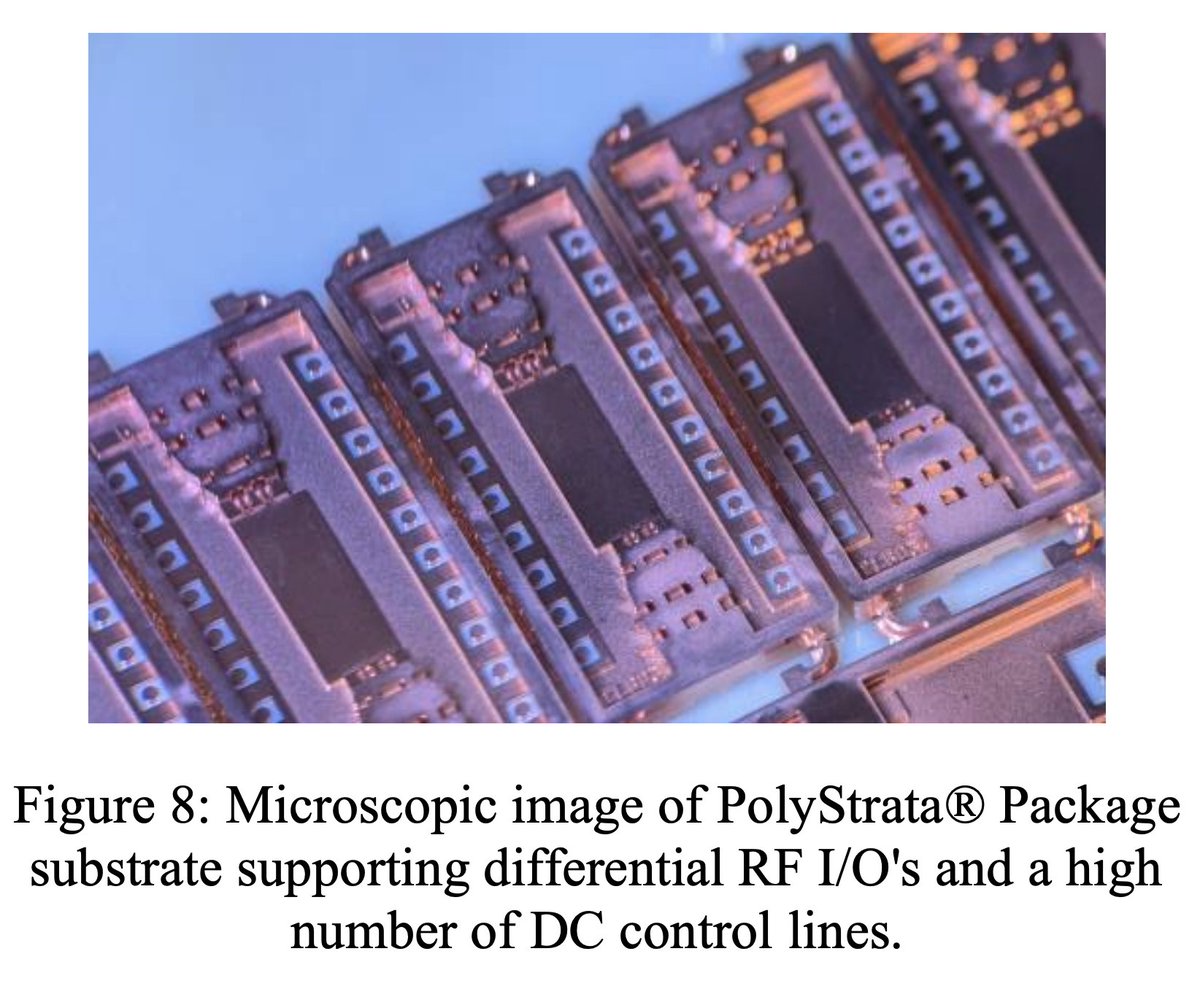 Figure 8: Microscopic image of PolyStrata® Package
substrate supporting differential RF I/O's and a high
number of DC control lines.